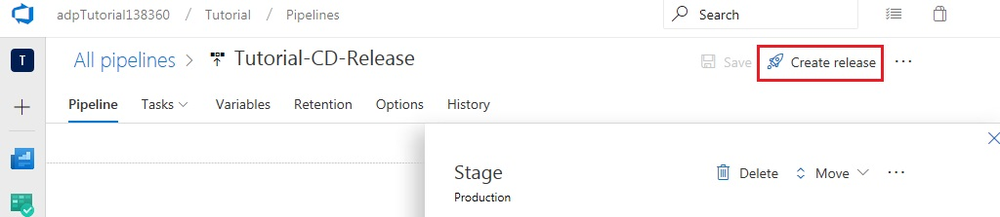 adpTutorial138360 / Tutorial / Pipelines
Search
T
All pipelines > Tutorial-CD-Release
Save
Create release
Pipeline Tasks Variables Retention Options History
Stage
Delete Move
Production